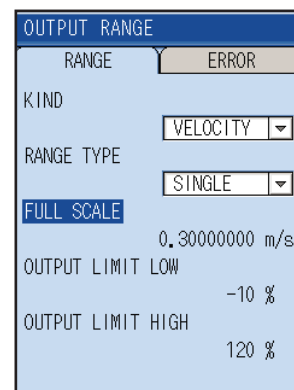 OUTPUT RANGE
RANGE ERROR
KIND
VELOCITY
RANGE TYPE
SINGLE
FULL SCALE
0.30000000 m/s
OUTPUT LIMIT LOW
-10 %
OUTPUT LIMIT HIGH
120 %